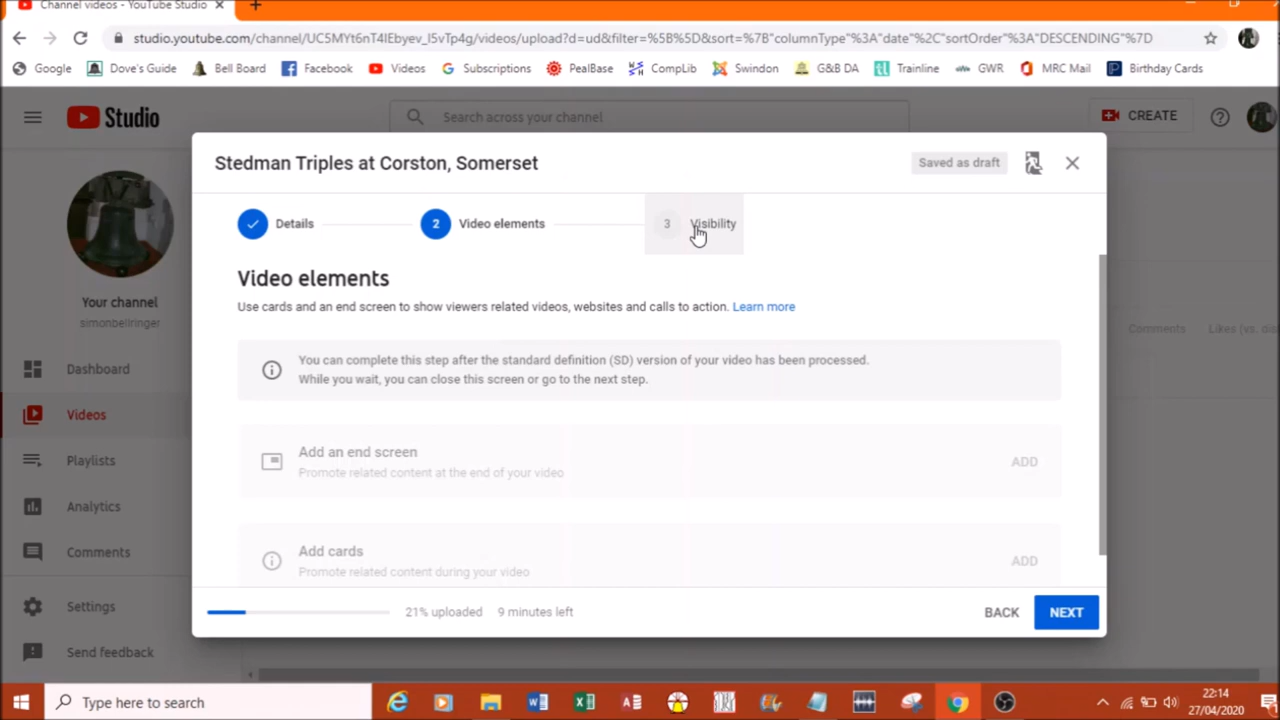 Channel videos - YouTube Studio
studio.youtube.com/channel/UC5MYt6nT4IEbyev_I5vTp4g/videos/upload?d=ud&filter=%5B%5D&sort=%7B"columnType"%3A"date"%2C"sortOrder"%3A"DESCENDING"%7D
Google Dove's Guide Bell Board Facebook Videos Subscriptions PealBase CompLib Swindon G&B DA Trainline GWR MRC Mail Birthday Cards
Studio
Search across your channel
CREATE
Stedman Triples at Corston, Somerset
Saved as draft
Details
2 Video elements
3 Visibility
Video elements
Use cards and an end screen to show viewers related videos, websites and calls to action. Learn more
You can complete this step after the standard definition (SD) version of your video has been processed.
While you wait, you can close this screen or go to the next step.
Add an end screen
Promote related content at the end of your video
ADD
Add cards
Promote related content during your video
ADD
21% uploaded 9 minutes left
BACK
NEXT
Your channel
simonbellringer
Dashboard
Videos
Playlists
Analytics
Comments
Settings
Send feedback
Comments
Likes (vs.
Type here to search
22:14
27/04/2020